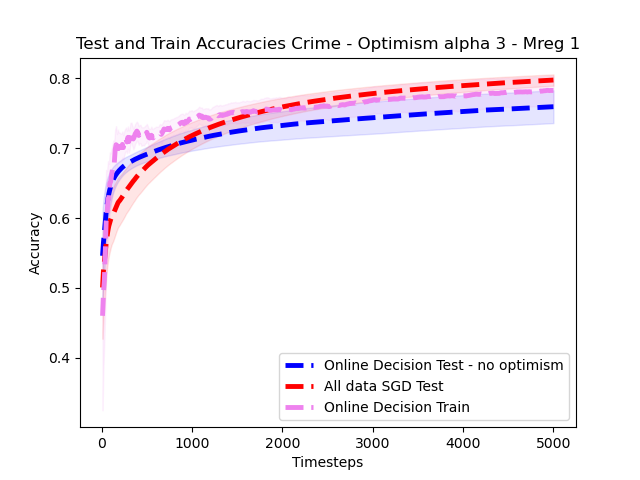 Test and Train Accuracies Crime - Optimism alpha 3 - Mreg 1
0.8
0.7
0.6
0.5
0.4
Accuracy
Online Decision Test - no optimism
All data SGD Test
Online Decision Train
0
1000
2000
3000
4000
5000
Timesteps